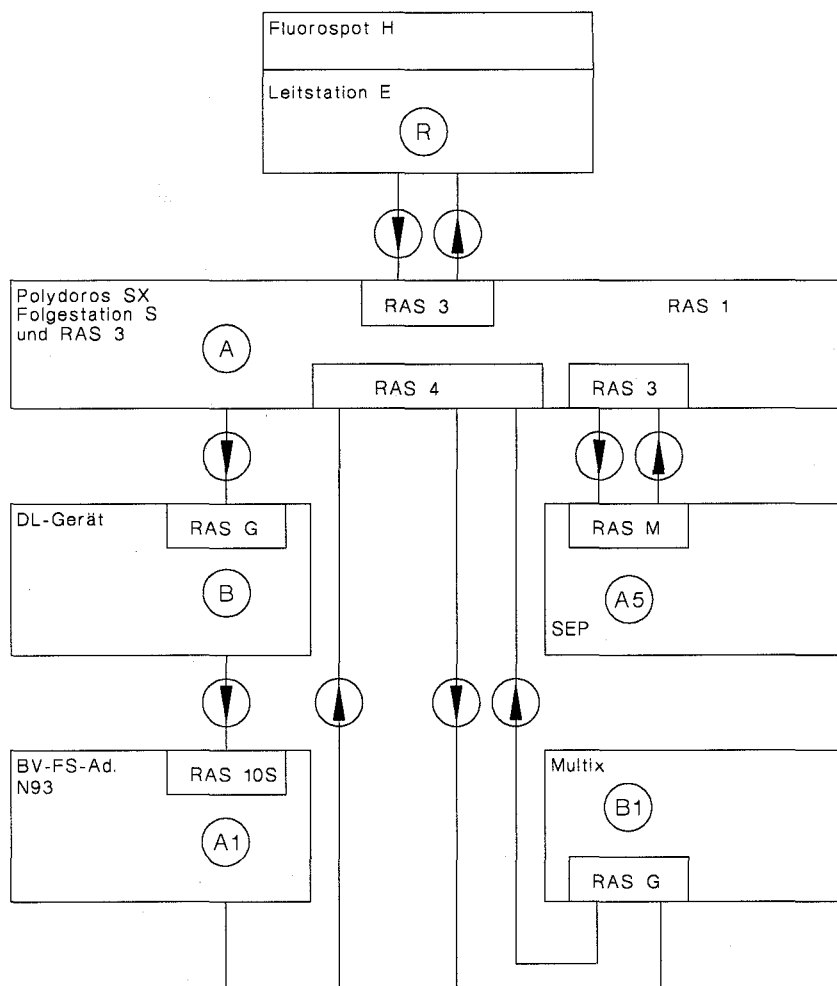 Fluorospot H
Leitstation E
R
Polydoros SX
Folgestation S
und RAS 3
RAS 3
RAS 1
A
RAS 4
RAS 3
DL-Gerät
RAS G
B
RAS M
A5
SEP
BV-FS-Ad.
N93
RAS 10S
A1
Multix
B1
RAS G